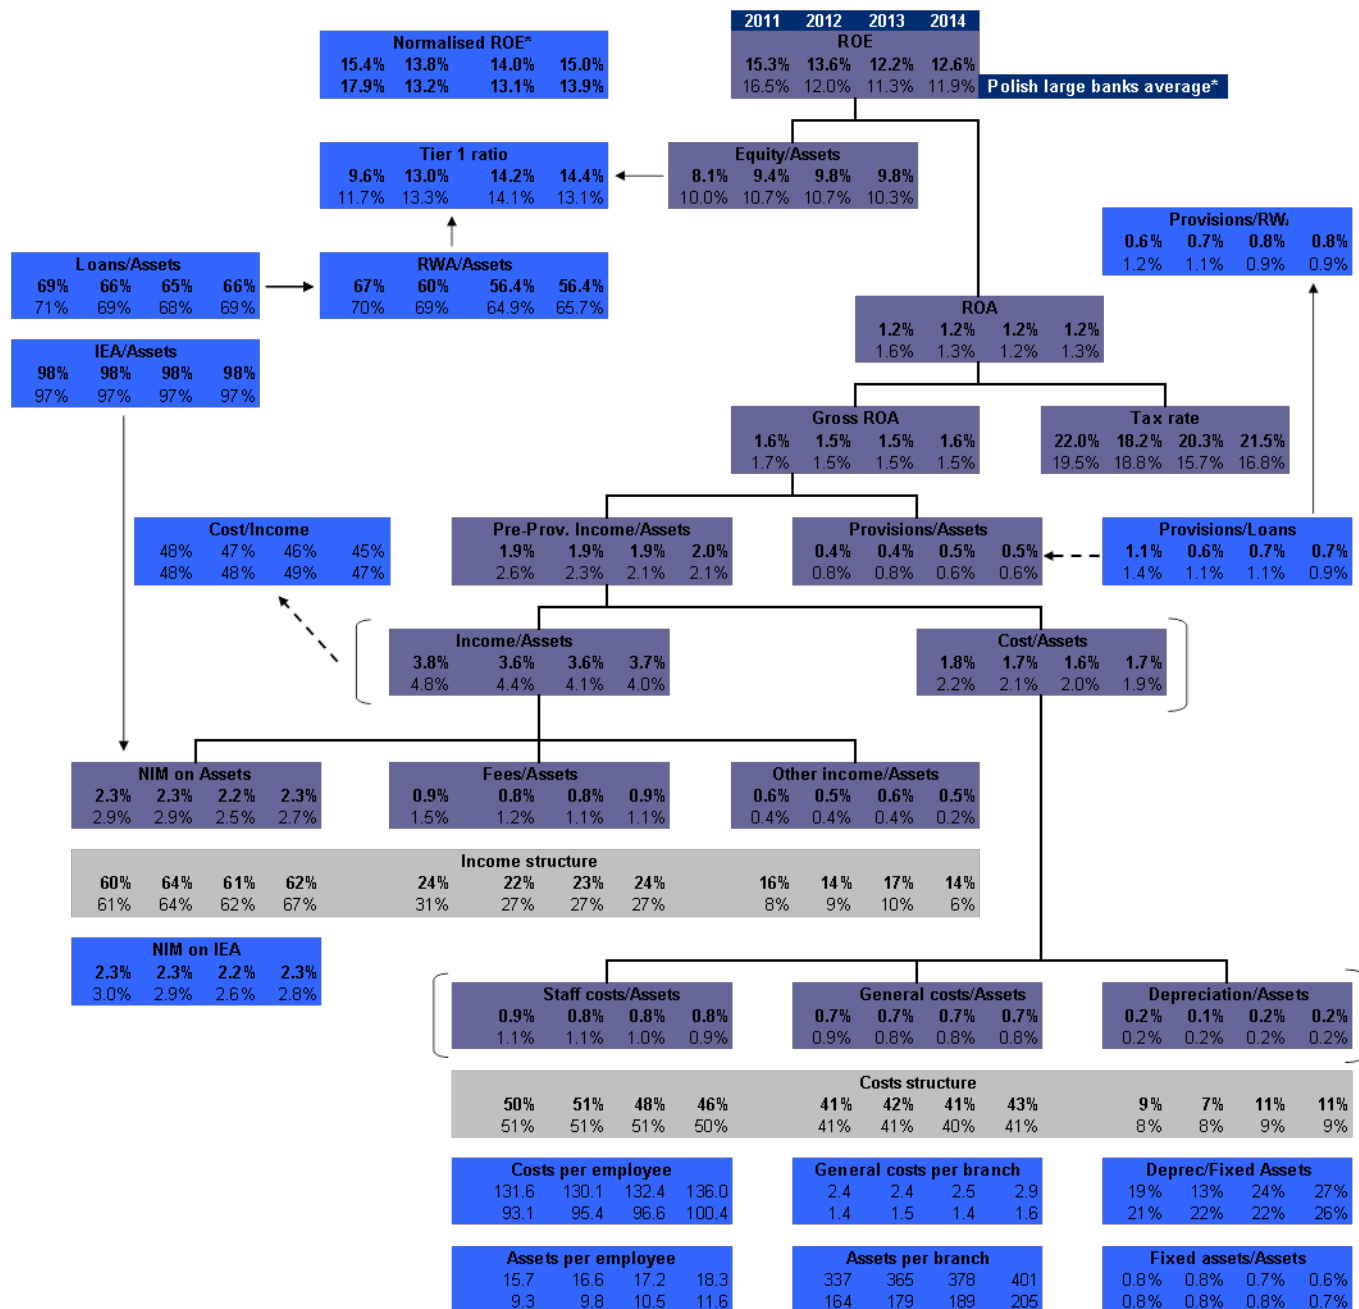 2011 2012 2013 2014
Normalised ROE*
15.4% 13.8% 14.0% 15.0%
17.9% 13.2% 13.1% 13.9%
ROE
15.3% 13.6% 12.2% 12.6%
16.5% 12.0% 11.3% 11.9%
Polish large banks average*
Tier 1 ratio
9.6% 13.0% 14.2% 14.4%
11.7% 13.3% 14.1% 13.1%
Equity/Assets
8.1% 9.4% 9.8% 9.8%
10.0% 10.7% 10.7% 10.3%
Provisions/RW
0.6% 0.7% 0.8% 0.8%
1.2% 1.1% 0.9% 0.9%
Loans/Assets
69% 66% 65% 66%
71% 69% 68% 69%
RWA/Assets
67% 60% 56.4% 56.4%
70% 69% 64.9% 65.7%
ROA
1.2% 1.2% 1.2% 1.2%
1.6% 1.3% 1.2% 1.3%
IEA/Assets
98% 98% 98% 98%
97% 97% 97% 97%
Gross ROA
1.6% 1.5% 1.5% 1.6%
1.7% 1.5% 1.5% 1.5%
Tax rate
22.0% 18.2% 20.3% 21.5%
19.5% 18.8% 15.7% 16.8%
Cost/Income
48% 47% 46% 45%
48% 48% 49% 47%
Pre-Prov. Income/Assets
1.9% 1.9% 1.9% 2.0%
2.6% 2.3% 2.1% 2.1%
Provisions/Assets
0.4% 0.4% 0.5% 0.5%
0.8% 0.8% 0.6% 0.6%
Provisions/Loans
1.1% 0.6% 0.7% 0.7%
1.4% 1.1% 1.1% 0.9%
Income/Assets
3.8% 3.6% 3.6% 3.7%
4.8% 4.4% 4.1% 4.0%
Cost/Assets
1.8% 1.7% 1.6% 1.7%
2.2% 2.1% 2.0% 1.9%
NIM on Assets
2.3% 2.3% 2.2% 2.3%
2.9% 2.9% 2.5% 2.7%
Fees/Assets
0.9% 0.8% 0.8% 0.9%
1.5% 1.2% 1.1% 1.1%
Other income/Assets
0.6% 0.5% 0.6% 0.5%
0.4% 0.4% 0.4% 0.2%
Income structure
60% 64% 61% 62% 24% 22% 23% 24% 16% 14% 17% 14%
61% 64% 62% 67% 31% 27% 27% 27% 8% 9% 10% 6%
NIM on IEA
2.3% 2.3% 2.2% 2.3%
3.0% 2.9% 2.6% 2.8%
Staff costs/Assets
0.9% 0.8% 0.8% 0.8%
1.1% 1.1% 1.0% 0.9%
General costs/Assets
0.7% 0.7% 0.7% 0.7%
0.9% 0.8% 0.8% 0.8%
Depreciation/Assets
0.2% 0.1% 0.2% 0.2%
0.2% 0.2% 0.2% 0.2%
Costs structure
50% 51% 48% 46% 41% 42% 41% 43% 9% 7% 11% 11%
51% 51% 51% 50% 41% 41% 40% 41% 8% 8% 9% 9%
Costs per employee
131.6 130.1 132.4 136.0
93.1 95.4 96.6 100.4
General costs per branch
2.4 2.4 2.5 2.9
1.4 1.5 1.4 1.6
Deprec/Fixed Assets
19% 13% 24% 27%
21% 22% 22% 26%
Assets per employee
15.7 16.6 17.2 18.3
9.3 9.8 10.5 11.6
Assets per branch
337 365 378 401
164 179 189 205
Fixed assets/Assets
0.8% 0.8% 0.7% 0.6%
0.8% 0.8% 0.8% 0.7%